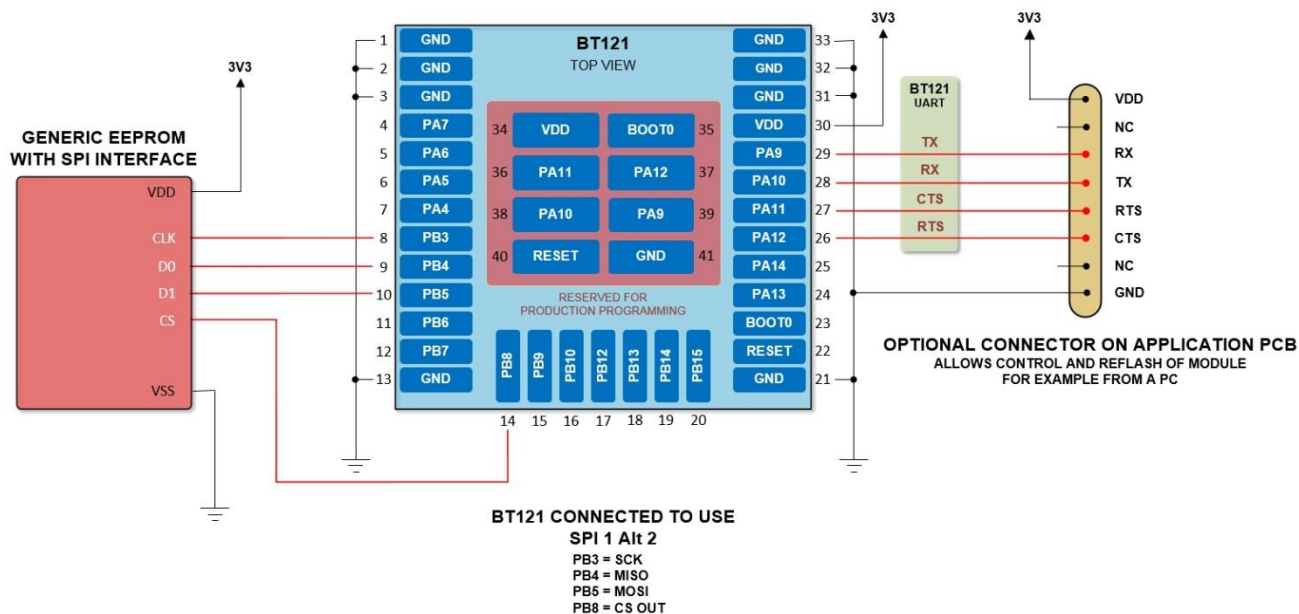 GENERIC EEPROM
WITH SPI INTERFACE
VDD
CLK
D0
D1
CS
VSS
3V3
BT121
TOP VIEW
1 GND
2 GND
3 GND
4 PA7
5 PA6
6 PA5
7 PA4
8 PB3
9 PB4
10 PB5
11 PB6
12 PB7
13 GND
34 VDD BOOT0 35
36 PA11 PA12 37
38 PA10 PA9 39
40 RESET GND 41
RESERVED FOR
PRODUCTION PROGRAMMING
PB8 PB9 PB10 PB12 PB13 PB14 PB15
14 15 16 17 18 19 20
GND 33
GND 32
GND 31
VDD 30
PA9 29
PA10 28
PA11 27
PA12 26
PA14 25
PA13 24
BOOT0 23
RESET 22
GND 21
3V3
BT121
UART
TX
RX
CTS
RTS
3V3
VDD
NC
RX
TX
RTS
CTS
NC
GND
OPTIONAL CONNECTOR ON APPLICATION PCB
ALLOWS CONTROL AND REFLASH OF MODULE
FOR EXAMPLE FROM A PC
BT121 CONNECTED TO USE
SPI 1 Alt 2
PB3 = SCK
PB4 = MISO
PB5 = MOSI
PB8 = CS OUT